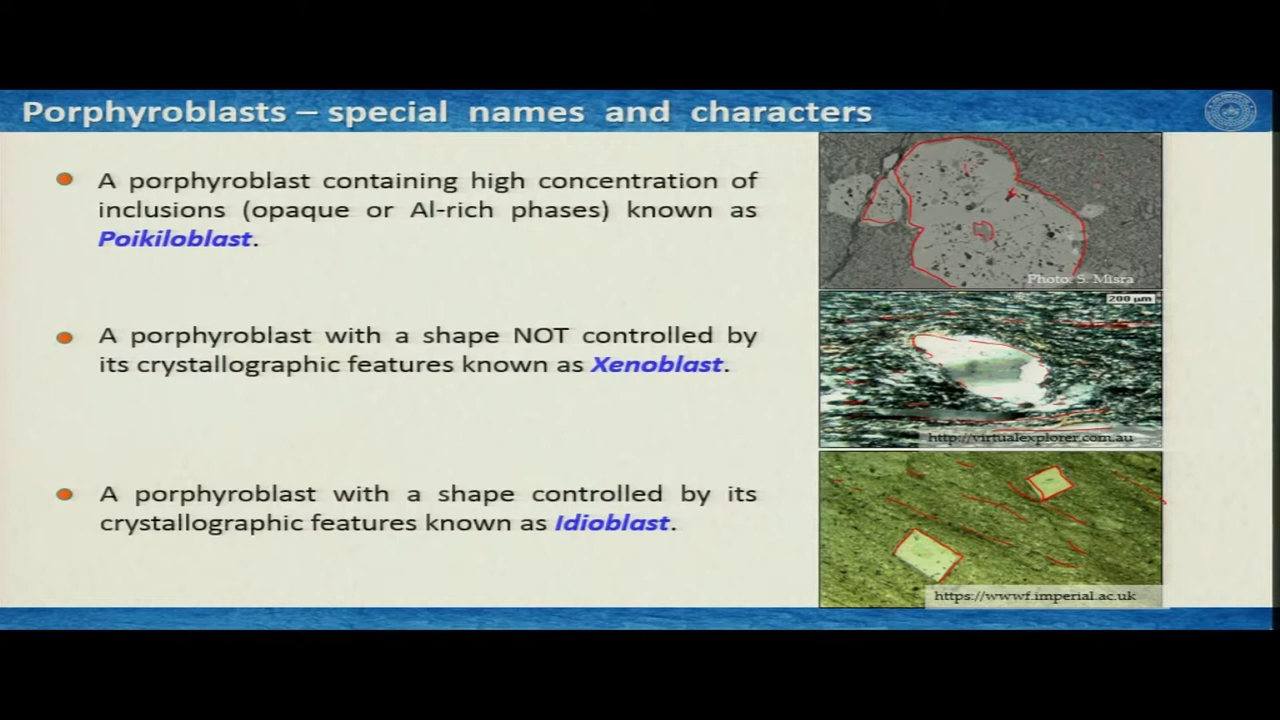 Porphyroblasts – special names and characters
A porphyroblast containing high concentration of
inclusions (opaque or Al-rich phases) known as
Poikiloblast.
Photo: S. Misra
200 µm
A porphyroblast with a shape NOT controlled by
its crystallographic features known as Xenoblast.
http://virtualexplorer.com.au
A porphyroblast with a shape controlled by its
crystallographic features known as Idioblast.
https://wwwf.imperial.ac.uk